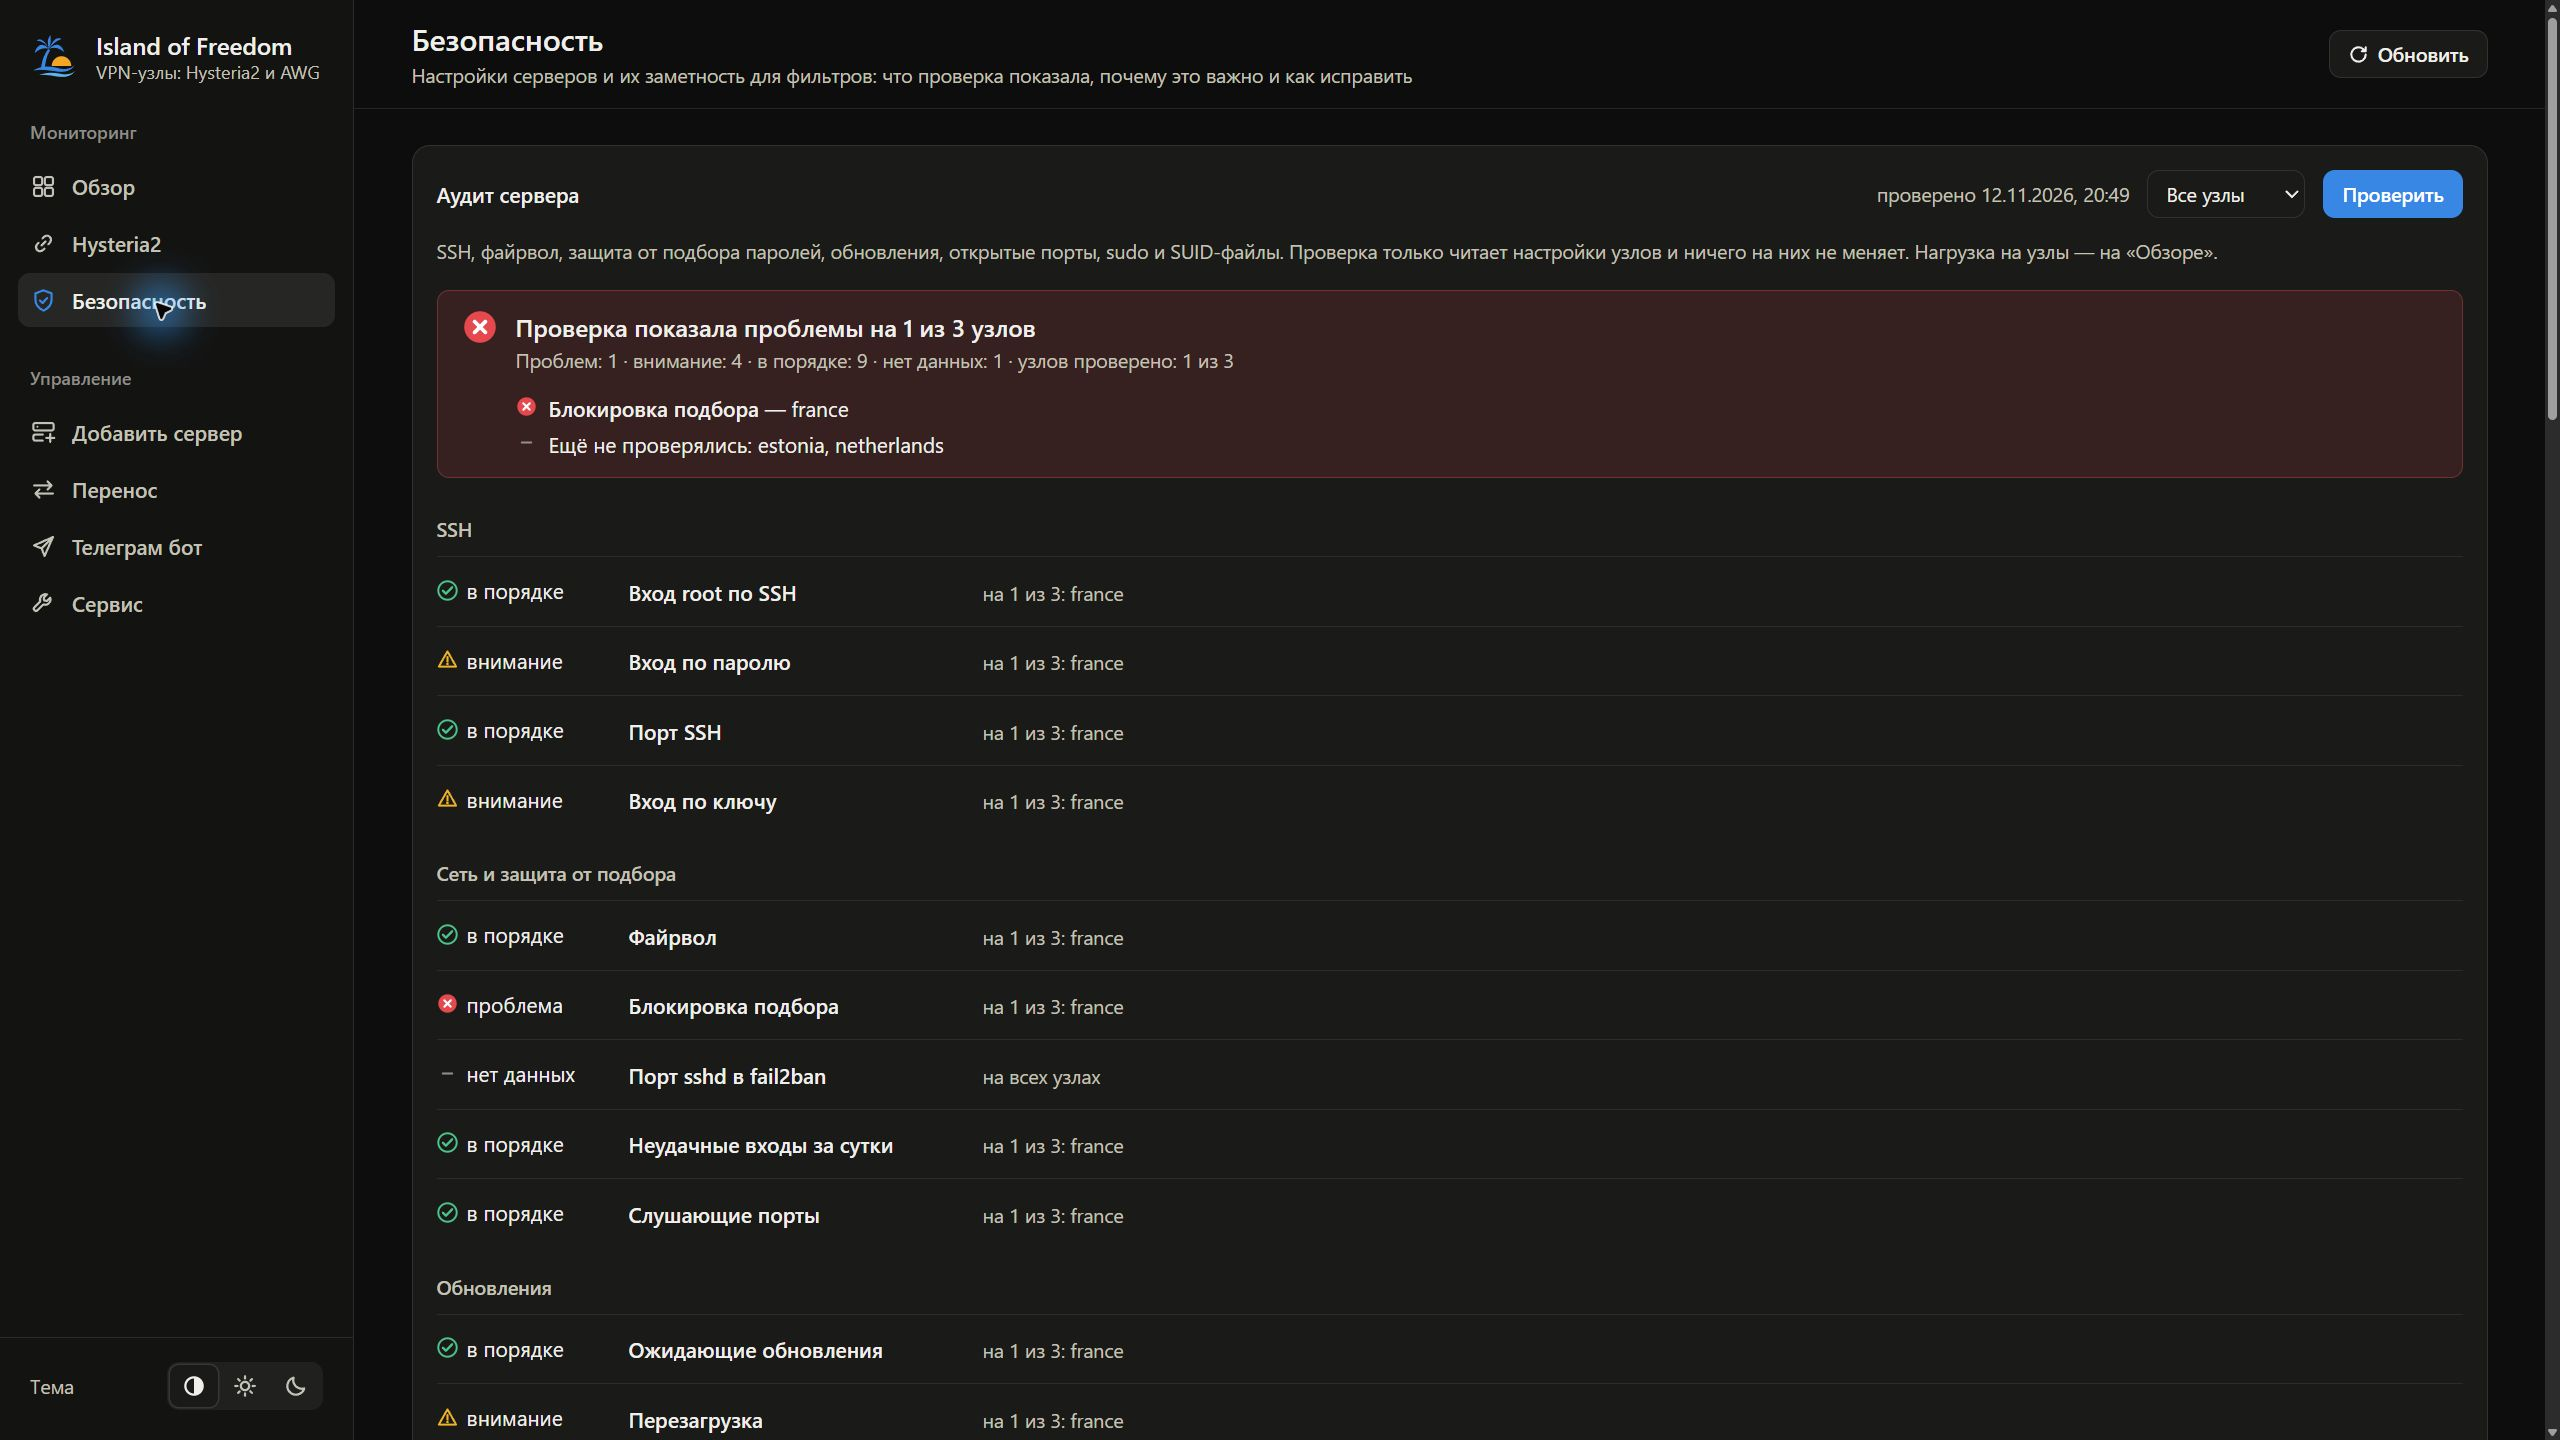 Island of Freedom
VPN-узлы: Hysteria2 и AWG
Мониторинг
Обзор
Hysteria2
Безопасность
Управление
Добавить сервер
Перенос
Телеграм бот
Сервис
Тема
Безопасность
Настройки серверов и их заметность для фильтров: что проверка показала, почему это важно и как исправить
Обновить
Аудит сервера
проверено 12.11.2026, 20:49
Все узлы
Проверить
SSH, файрвол, защита от подбора паролей, обновления, открытые порты, sudo и SUID-файлы. Проверка только читает настройки узлов и ничего на них не меняет. Нагрузка на узлы — на «Обзоре».
Проверка показала проблемы на 1 из 3 узлов
Проблем: 1 · внимание: 4 · в порядке: 9 · нет данных: 1 · узлов проверено: 1 из 3
Блокировка подбора — france
– Ещё не проверялись: estonia, netherlands
SSH
в порядке Вход root по SSH на 1 из 3: france
внимание Вход по паролю на 1 из 3: france
в порядке Порт SSH на 1 из 3: france
внимание Вход по ключу на 1 из 3: france
Сеть и защита от подбора
в порядке Файрвол на 1 из 3: france
проблема Блокировка подбора на 1 из 3: france
– нет данных Порт sshd в fail2ban на всех узлах
в порядке Неудачные входы за сутки на 1 из 3: france
в порядке Слушающие порты на 1 из 3: france
Обновления
в порядке Ожидающие обновления на 1 из 3: france
внимание Перезагрузка на 1 из 3: france